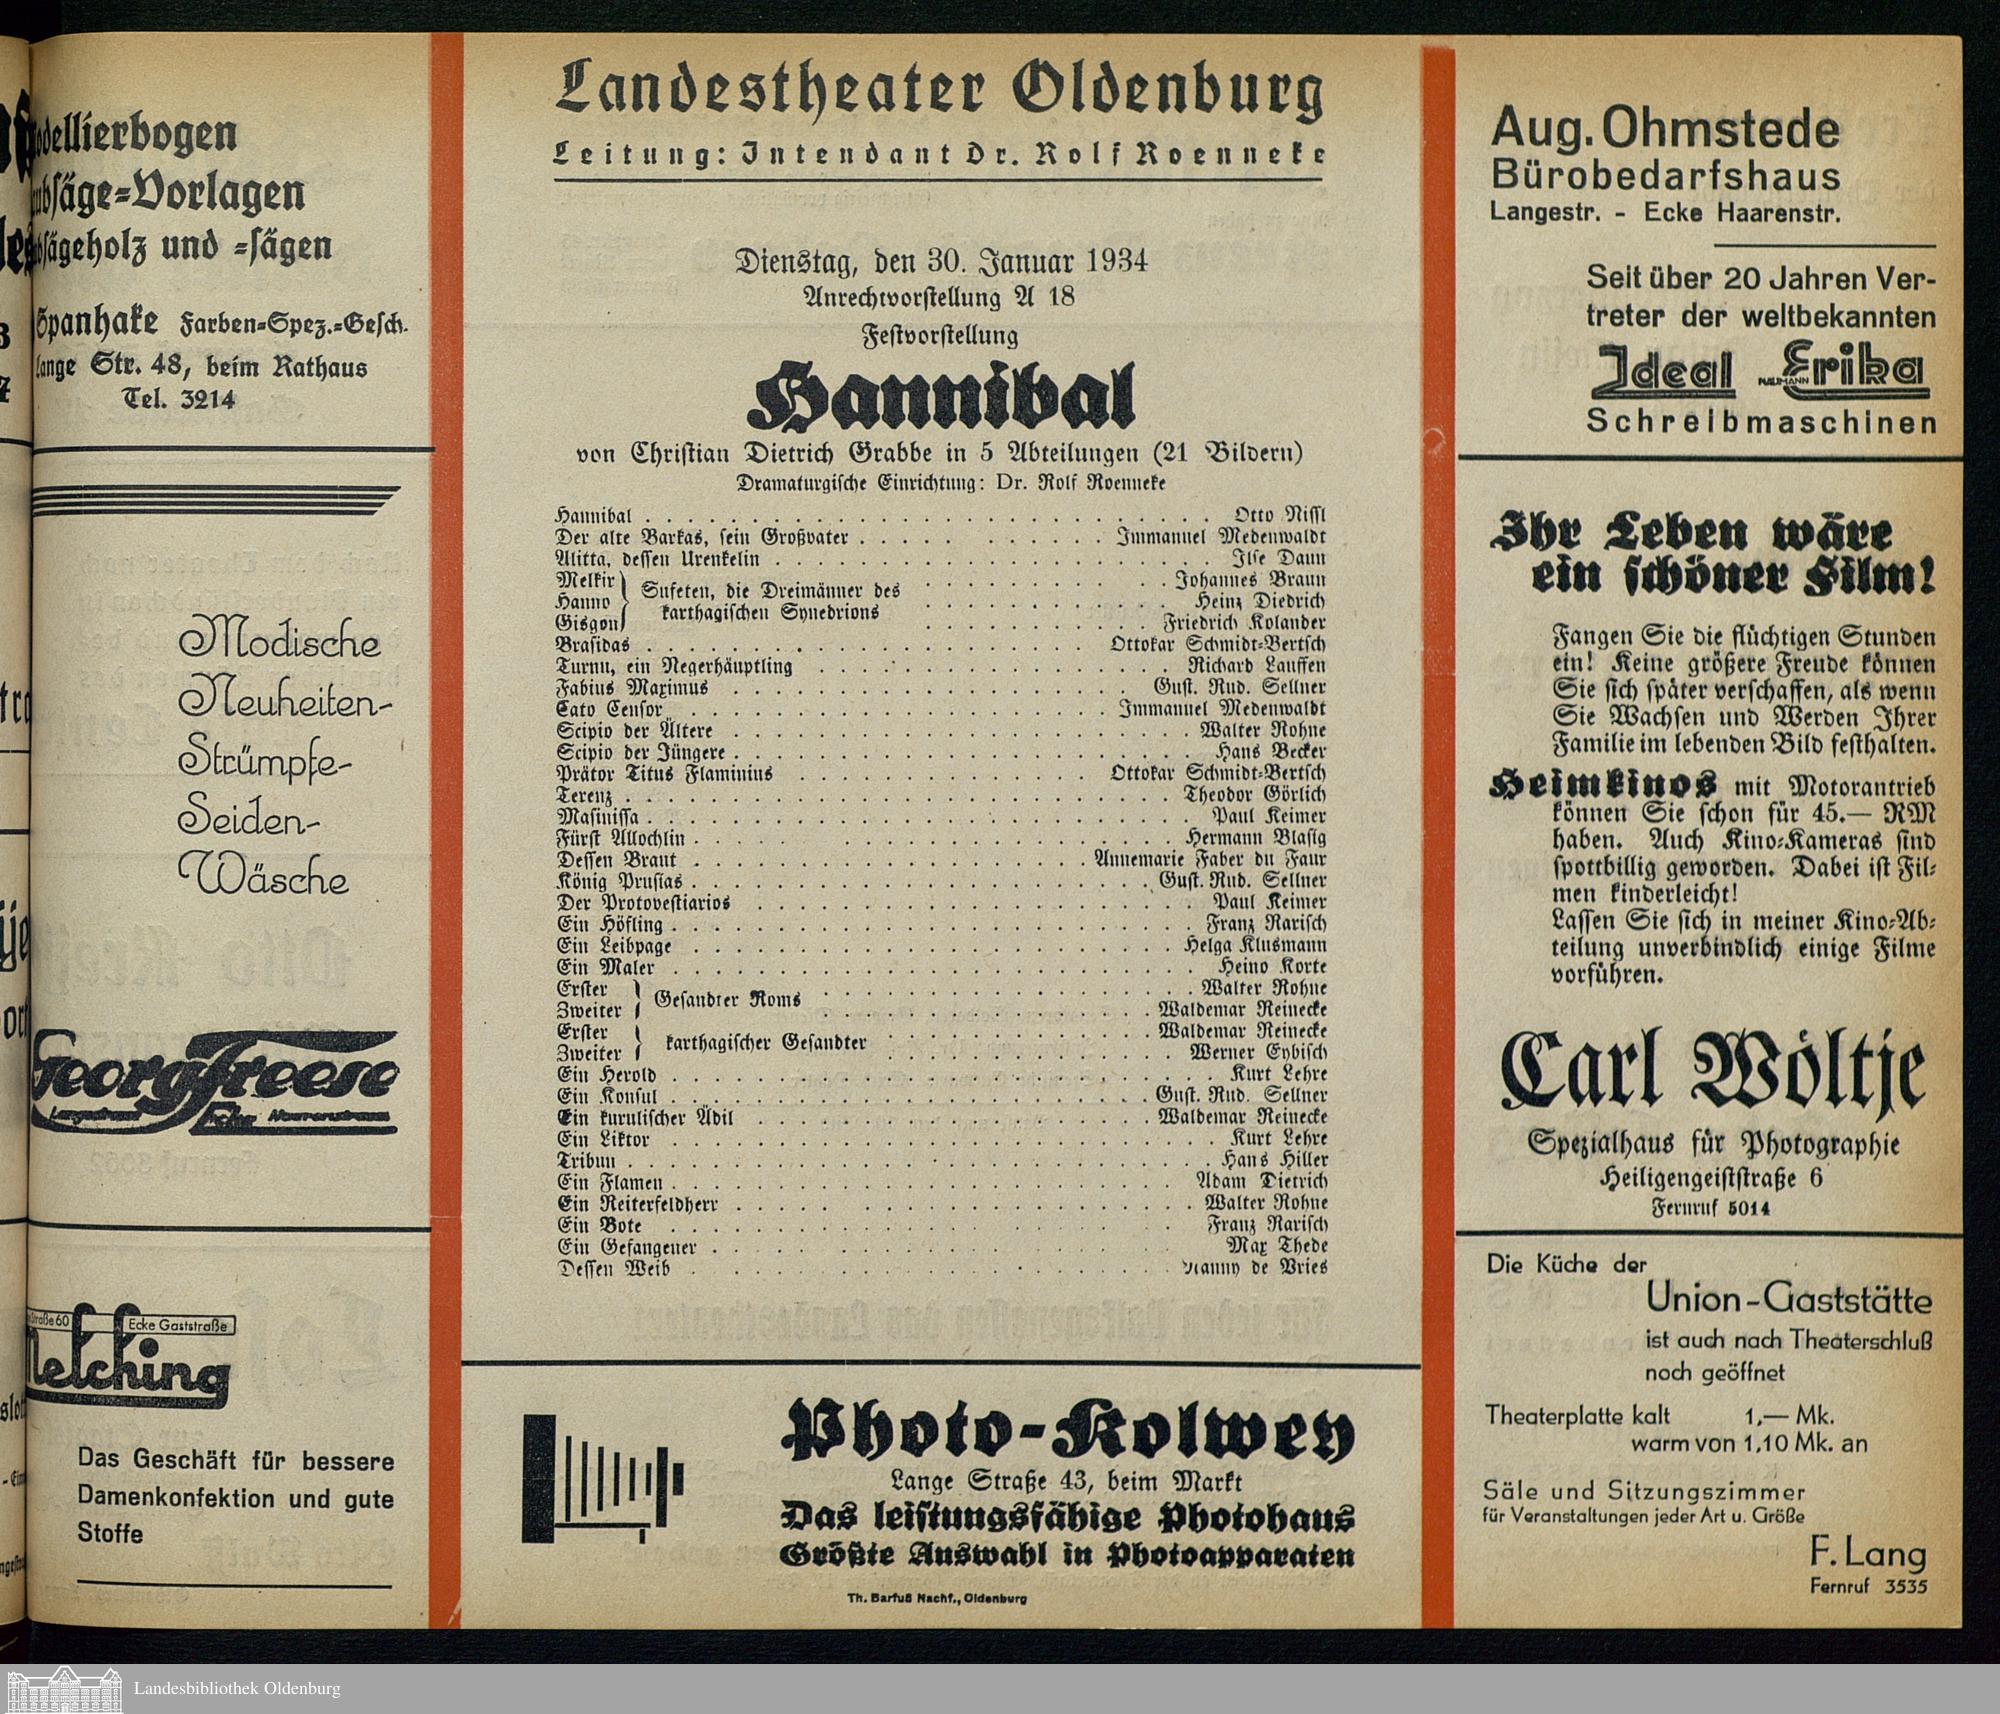 odellierbogen
säge=Vorlagen
sägeholz und =sägen
Spanhake Farben=Spez.=Gesch.
lange Str. 48, beim Rathaus
Tel. 3214
Modische
Neuheiten-
Strümpfe-
Seiden-
Wäsche
Georg Freese
Langestrasse Ecke Haarenstrasse
Straße 60 Ecke Gaststraße
Melching
Das Geschäft für bessere
Damenkonfektion und gute
Stoffe
Landestheater Oldenburg
Leitung: Intendant Dr. Rolf Roenneke
Dienstag, den 30. Januar 1934
Anrechtvorstellung A 18
Festvorstellung
Hannibal
von Christian Dietrich Grabbe in 5 Abteilungen (21 Bildern)
Dramaturgische Einrichtung: Dr. Rolf Roenneke
Hannibal . . . Otto Nissl
Der alte Barkas, sein Großvater . . . Immanuel Medenwaldt
Alitta, dessen Urenkelin . . . Ilse Dann
Melkir . . . Johannes Braun
Hanno } Sufeten, die Dreimänner des karthagischen Synedrions . . . Heinz Diedrich
Gisgon . . . Friedrich Kolander
Brasidas . . . Ottokar Schmidt=Bertsch
Turnu, ein Negerhäuptling . . . Richard Lauffen
Fabius Maximus . . . Gust. Rud. Sellner
Cato Censor . . . Immanuel Medenwaldt
Scipio der Ältere . . . Walter Rohne
Scipio der Jüngere . . . Hans Becker
Prätor Titus Flaminius . . . Ottokar Schmidt=Bertsch
Terenz . . . Theodor Görlich
Masinissa . . . Paul Keimer
Fürst Allochlin . . . Hermann Blasig
Dessen Braut . . . Annemarie Faber du Faur
König Prusias . . . Gust. Rud. Sellner
Der Protovestiarios . . . Paul Keimer
Ein Höfling . . . Franz Rarisch
Ein Leibpage . . . Helga Klusmann
Ein Maler . . . Heino Korte
Erster } Gesandter Roms . . . Walter Rohne
Zweiter . . . Waldemar Reinecke
Erster } karthagischer Gesandter . . . Waldemar Reinecke
Zweiter . . . Werner Eybisch
Ein Herold . . . Kurt Lehre
Ein Konsul . . . Gust. Rud. Sellner
Ein kurulischer Ädil . . . Waldemar Reinecke
Ein Liktor . . . Kurt Lehre
Tribun . . . Hans Hiller
Ein Flamen . . . Adam Dietrich
Ein Reiterfeldherr . . . Walter Rohne
Ein Bote . . . Franz Rarisch
Ein Gefangener . . . Max Thede
Dessen Weib . . . Nanny de Vries
Photo-Kolwey
Lange Straße 43, beim Markt
Das leistungsfähige Photohaus
Größte Auswahl in Photoapparaten
Th. Barfuß Nachf., Oldenburg
Aug. Ohmstede
Bürobedarfshaus
Langestr. - Ecke Haarenstr.
Seit über 20 Jahren Ver-
treter der weltbekannten
Ideal NAUMANN Erika
Schreibmaschinen
Ihr Leben wäre
ein schöner Film!
Fangen Sie die flüchtigen Stunden
ein! Keine größere Freude können
Sie sich später verschaffen, als wenn
Sie Wachsen und Werden Ihrer
Familie im lebenden Bild festhalten.
Heimkinos mit Motorantrieb
können Sie schon für 45.— RM
haben. Auch Kino=Kameras sind
spottbillig geworden. Dabei ist Fil=
men kinderleicht!
Lassen Sie sich in meiner Kino=Ab=
teilung unverbindlich einige Filme
vorführen.
Carl Wöltje
Spezialhaus für Photographie
Heiligengeiststraße 6
Fernruf 5014
Die Küche der
Union-Gaststätte
ist auch nach Theaterschluß
noch geöffnet
Theaterplatte kalt 1,— Mk.
warm von 1,10 Mk. an
Säle und Sitzungszimmer
für Veranstaltungen jeder Art u. Größe
F. Lang
Fernruf 3535
Landesbibliothek Oldenburg